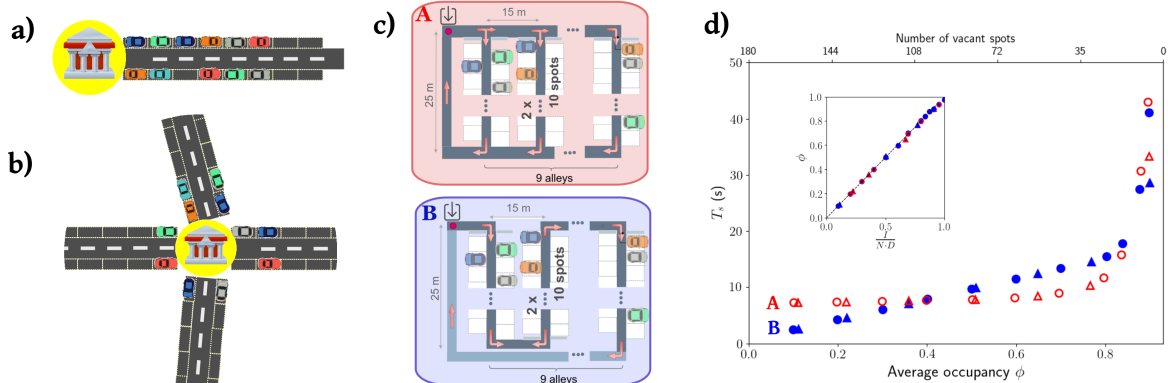 a)
b)
c)
A
15 m
25 m
2 x
10 spots
9 alleys
B
15 m
25 m
2 x
10 spots
9 alleys
d)
Number of vacant spots
180 144 108 72 35 0
50
40
30
20
10
0
T_s (s)
0.0 0.2 0.4 0.6 0.8
Average occupancy ϕ
A
B
1.0
0.8
0.6
0.4
0.2
0.0
ϕ
0.0 0.5 1.0
I
N·D